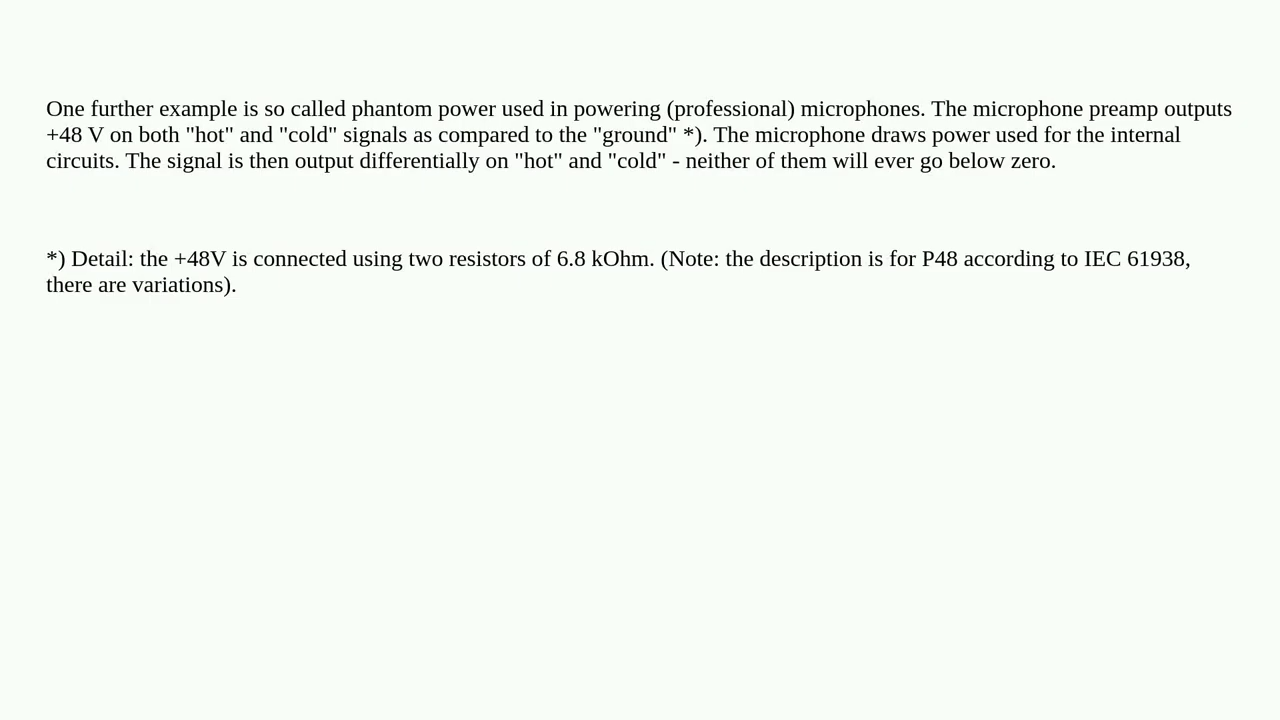 One further example is so called phantom power used in powering (professional) microphones. The microphone preamp outputs
+48 V on both "hot" and "cold" signals as compared to the "ground" *). The microphone draws power used for the internal
circuits. The signal is then output differentially on "hot" and "cold" - neither of them will ever go below zero.
*) Detail: the +48V is connected using two resistors of 6.8 kOhm. (Note: the description is for P48 according to IEC 61938,
there are variations).